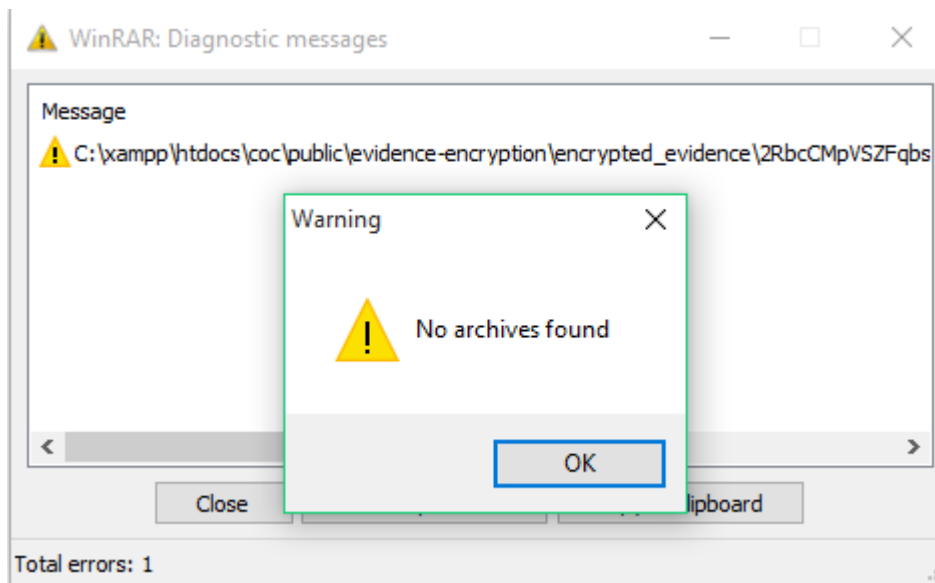 WinRAR: Diagnostic messages
Message
C:\xampp\htdocs\coc\public\evidence-encryption\encrypted_evidence\2RbcCMpVSZFqbs
Warning
No archives found
OK
Close
lipboard
Total errors: 1